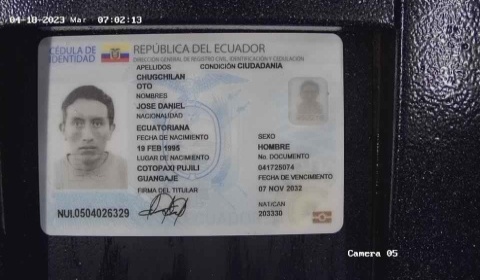 04-18-2023 Mar 07:02:13
CÉDULA DE IDENTIDAD
REPÚBLICA DEL ECUADOR
DIRECCIÓN GENERAL DE REGISTRO CIVIL, IDENTIFICACIÓN Y CEDULACIÓN
APELLIDOS CONDICIÓN CIUDADANÍA
CHUGCHILAN
OTO
NOMBRES
JOSE DANIEL
NACIONALIDAD
ECUATORIANA
FECHA DE NACIMIENTO
19 FEB 1995
LUGAR DE NACIMIENTO
COTOPAXI PUJILI
GUANGAJE
FIRMA DEL TITULAR
SEXO
HOMBRE
No. DOCUMENTO
041725074
FECHA DE VENCIMIENTO
07 NOV 2032
NAT/CAN
203330
NUI.0504026329
Camera 05